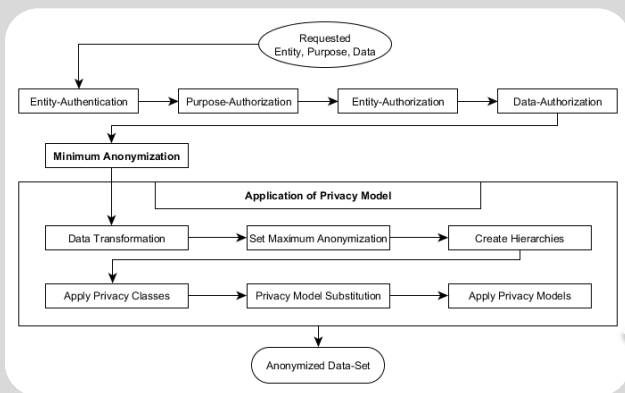 Requested
Entity, Purpose, Data
Entity-Authentication
Purpose-Authorization
Entity-Authorization
Data-Authorization
Minimum Anonymization
Application of Privacy Model
Data Transformation
Set Maximum Anonymization
Create Hierarchies
Apply Privacy Classes
Privacy Model Substitution
Apply Privacy Models
Anonymized Data-Set